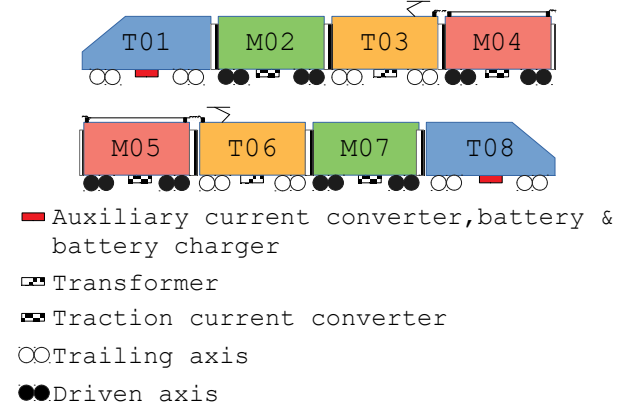 T01 M02 T03 M04
M05 T06 M07 T08
Auxiliary current converter,battery &
battery charger
Transformer
Traction current converter
Trailing axis
Driven axis